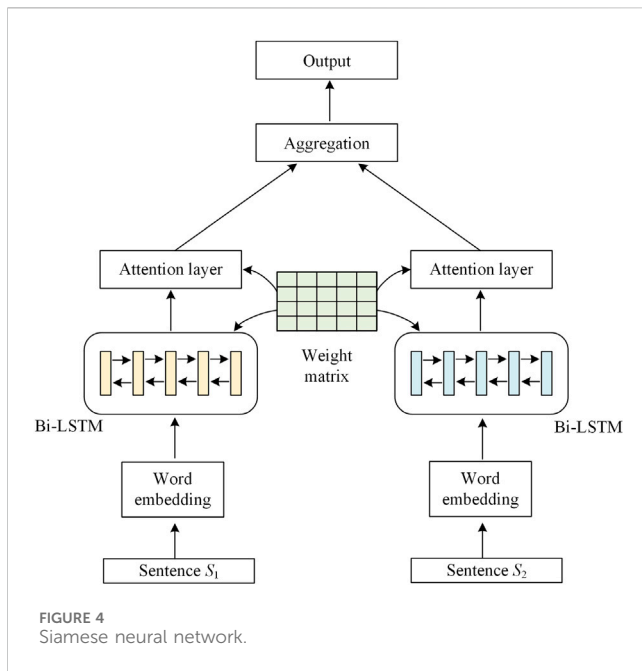 Output
Aggregation
Attention layer
Attention layer
Weight
matrix
Bi-LSTM
Bi-LSTM
Word
embedding
Word
embedding
Sentence S1
Sentence S2
FIGURE 4
Siamese neural network.